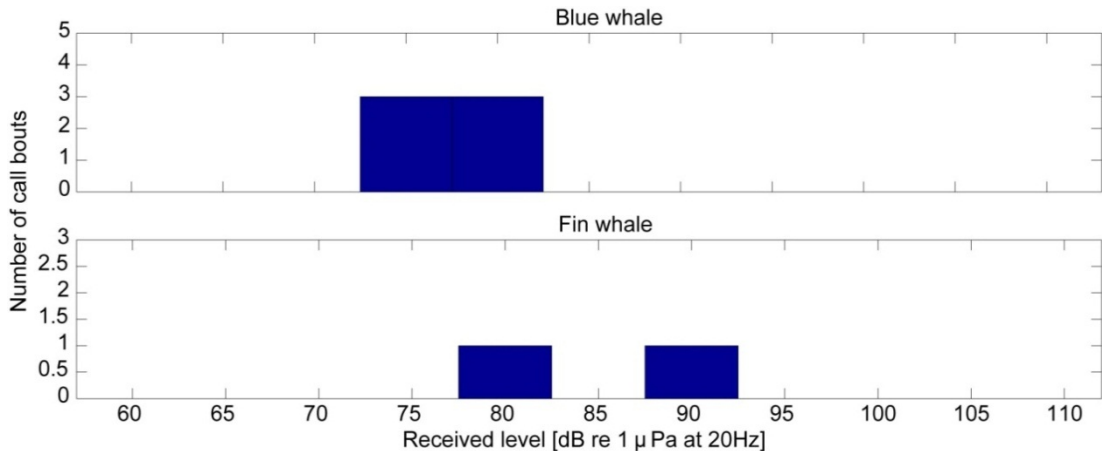 Blue whale
5
4
3
2
1
0
Number of call bouts
Fin whale
3
2.5
2
1.5
1
0.5
0
60 65 70 75 80 85 90 95 100 105 110
Received level [dB re 1 µ Pa at 20Hz]